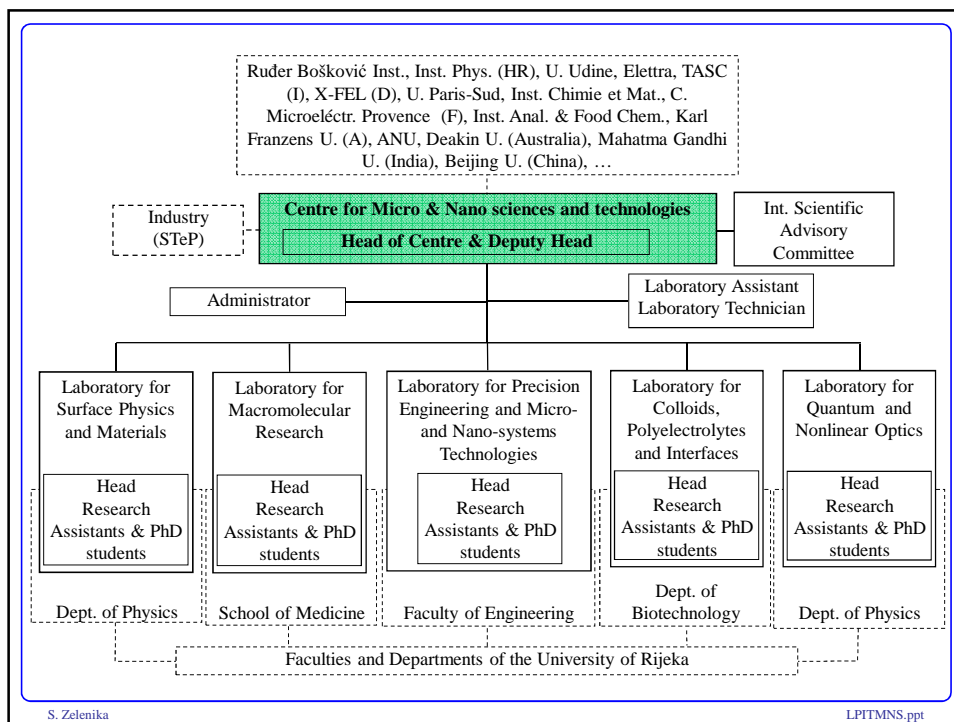 Ruđer Bošković Inst., Inst. Phys. (HR), U. Udine, Elettra, TASC
(I), X-FEL (D), U. Paris-Sud, Inst. Chimie et Mat., C.
Microeléctr. Provence (F), Inst. Anal. & Food Chem., Karl
Franzens U. (A), ANU, Deakin U. (Australia), Mahatma Gandhi
U. (India), Beijing U. (China), …
Industry
(STeP)
Centre for Micro & Nano sciences and technologies
Head of Centre & Deputy Head
Int. Scientific
Advisory
Committee
Administrator
Laboratory Assistant
Laboratory Technician
Laboratory for
Surface Physics
and Materials
Head
Research
Assistants & PhD
students
Dept. of Physics
Laboratory for
Macromolecular
Research
Head
Research
Assistants & PhD
students
School of Medicine
Laboratory for Precision
Engineering and Micro-
and Nano-systems
Technologies
Head
Research
Assistants & PhD
students
Faculty of Engineering
Laboratory for
Colloids,
Polyelectrolytes
and Interfaces
Head
Research
Assistants & PhD
students
Dept. of
Biotechnology
Laboratory for
Quantum and
Nonlinear Optics
Head
Research
Assistants & PhD
students
Dept. of Physics
Faculties and Departments of the University of Rijeka
S. Zelenika
LPITMNS.ppt